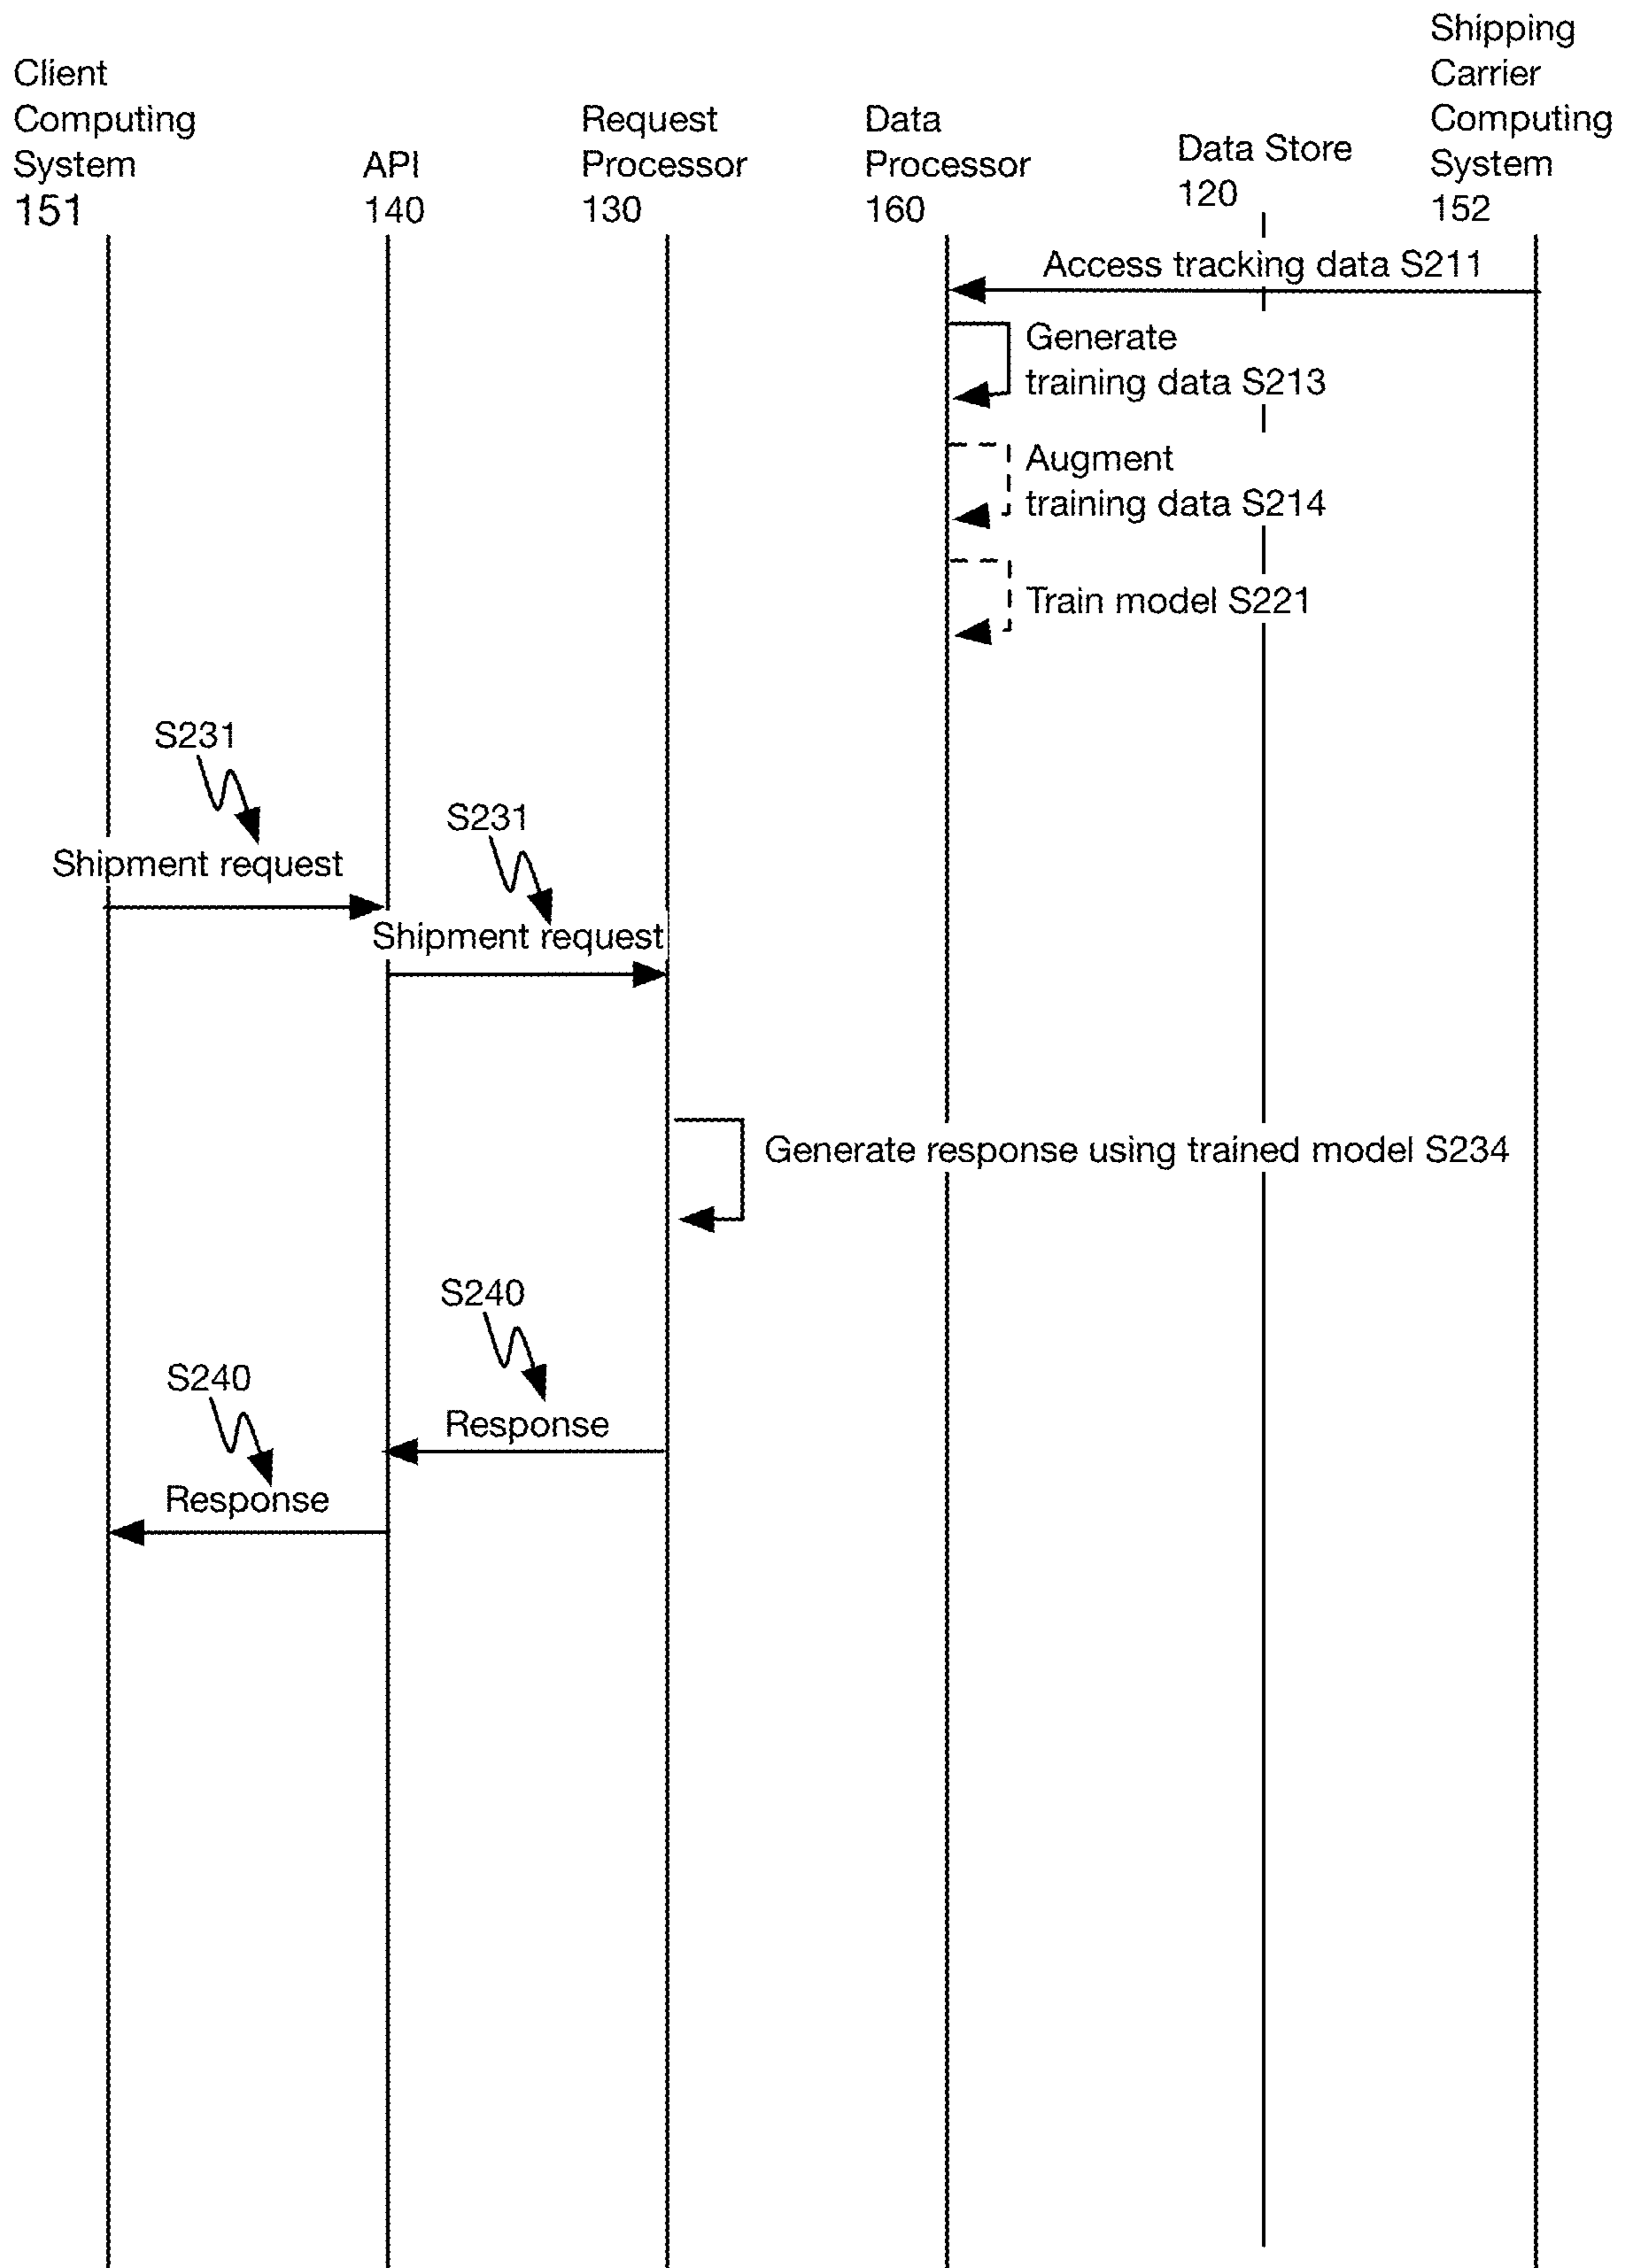 Client
Computing
System
151
API
140
Request
Processor
130
Data
Processor
160
Data Store
120
Shipping
Carrier
Computing
System
152
Access tracking data S211
Generate
training data S213
Augment
training data S214
Train model S221
S231
Shipment request
S231
Shipment request
Generate response using trained model S234
S240
Response
S240
Response